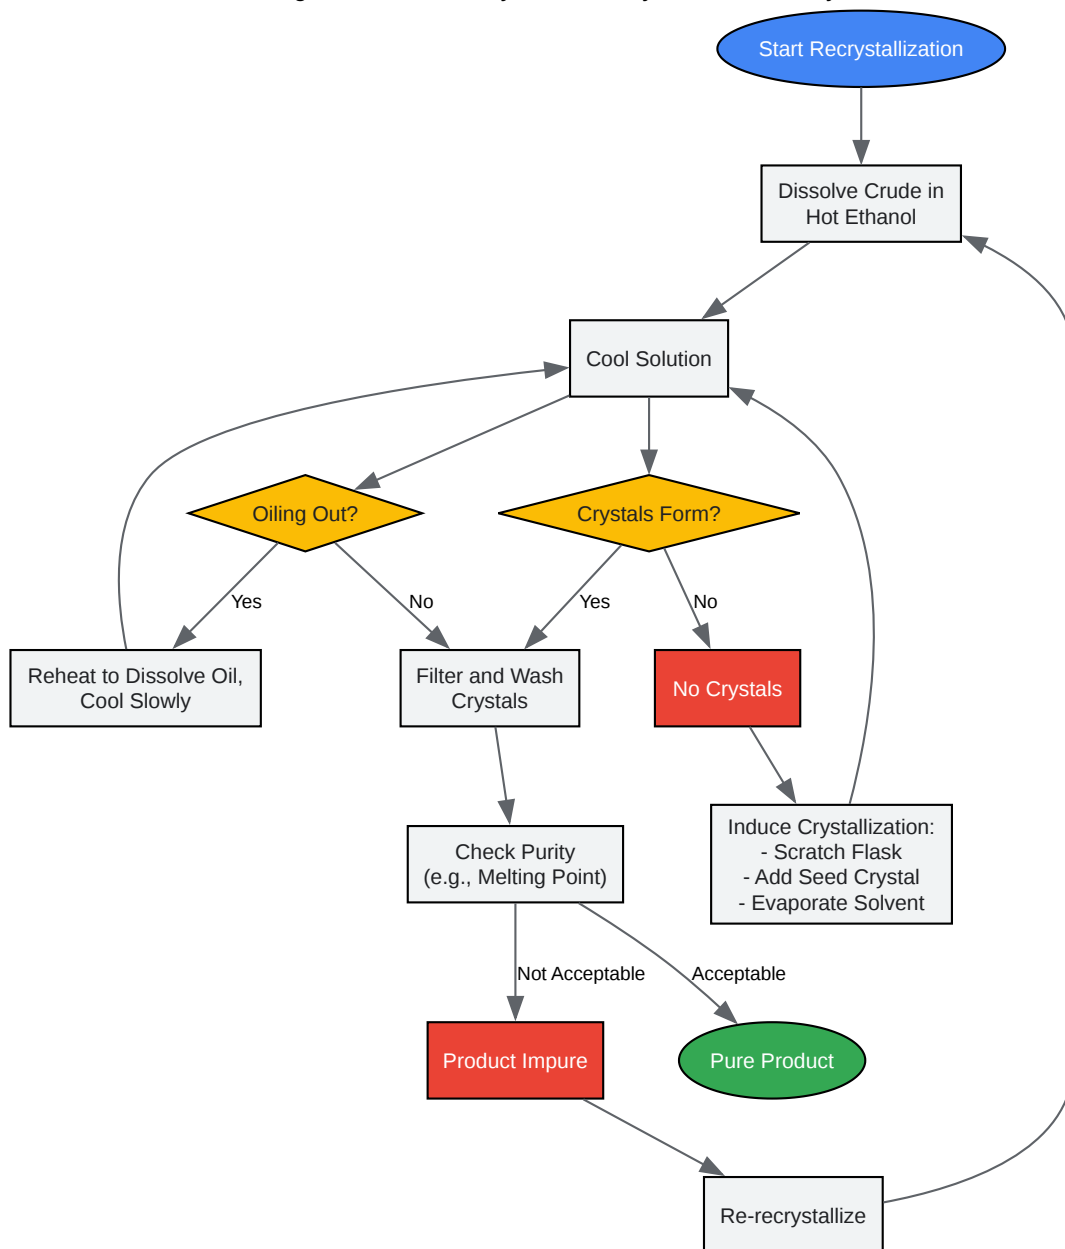 Start Recrystallization
Dissolve Crude in
Hot Ethanol
Cool Solution
Oiling Out?
Crystals Form?
Yes
No
Yes
No
Reheat to Dissolve Oil,
Cool Slowly
Filter and Wash
Crystals
No Crystals
Check Purity
(e.g., Melting Point)
Induce Crystallization:
- Scratch Flask
- Add Seed Crystal
- Evaporate Solvent
Not Acceptable
Acceptable
Product Impure
Pure Product
Re-recrystallize